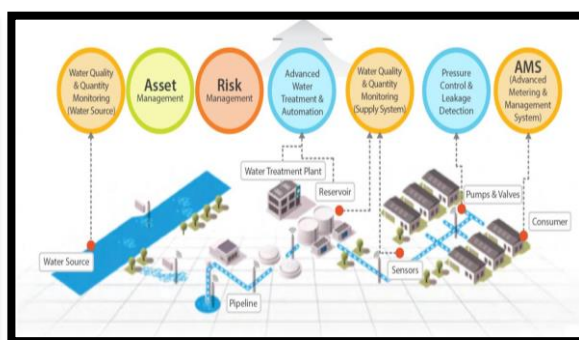 Water Quality
& Quantity
Monitoring
(Water Source)
Asset
Management
Risk
Management
Advanced
Water
Treatment &
Automation
Water Quality
& Quantity
Monitoring
(Supply System)
Pressure
Control &
Leakage
Detection
AMS
(Advanced
Metering &
Management
System)
Water Treatment Plant
Reservoir
Pumps & Valves
Consumer
Water Source
Sensors
Pipeline